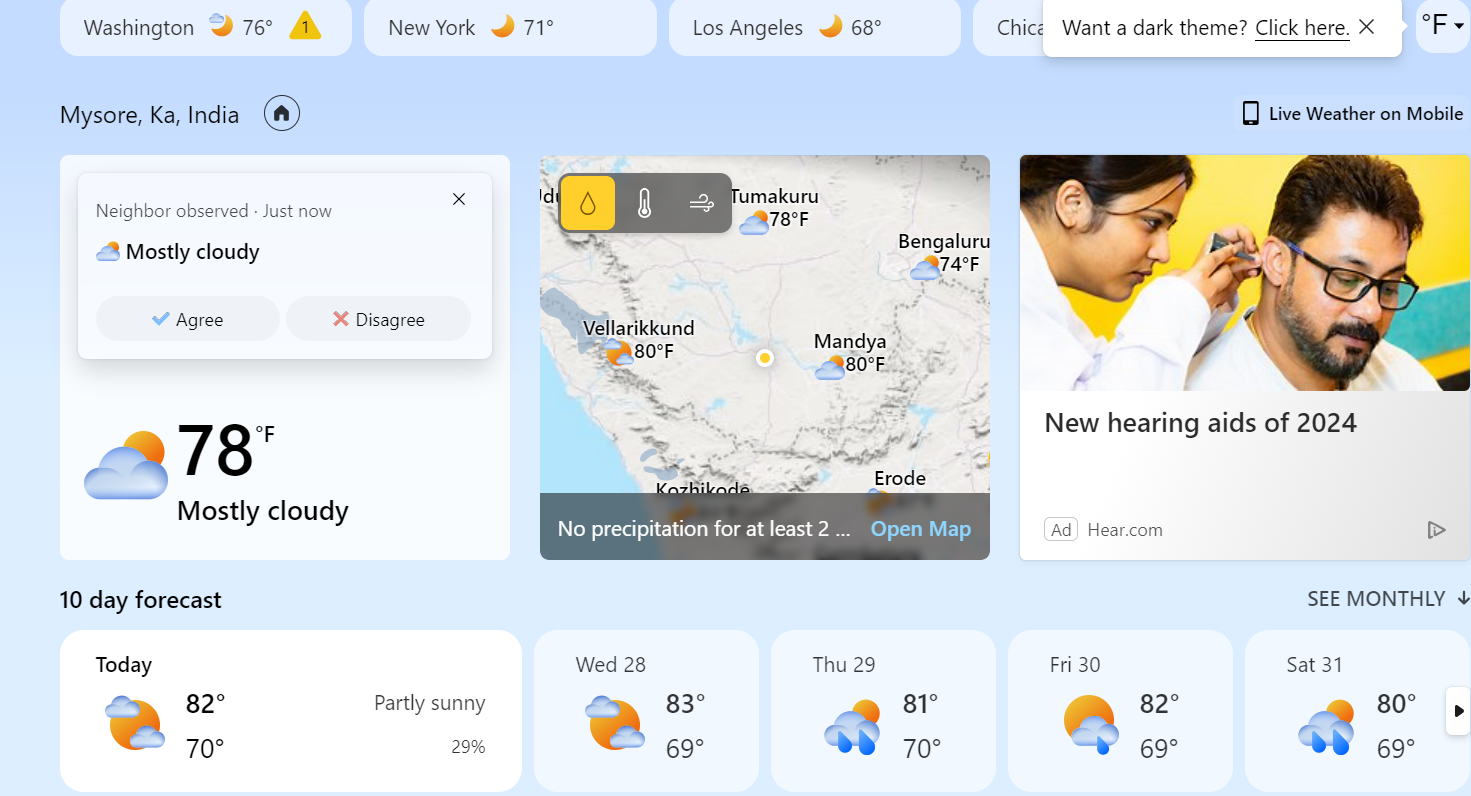 Washington 76° 1
New York 71°
Los Angeles 68°
Want a dark theme? Click here.
°F
Mysore, Ka, India
Live Weather on Mobile
Neighbor observed · Just now
Mostly cloudy
Agree
Disagree
78 °F
Mostly cloudy
Tumakuru
78°F
Bengaluru
74°F
Vellarikkund
80°F
Mandya
80°F
Erode
Kozhikode
No precipitation for at least 2 ...
Open Map
New hearing aids of 2024
Ad Hear.com
10 day forecast
SEE MONTHLY
Today
82°
Partly sunny
70°
29%
Wed 28
83°
69°
Thu 29
81°
70°
Fri 30
82°
69°
Sat 31
80°
69°